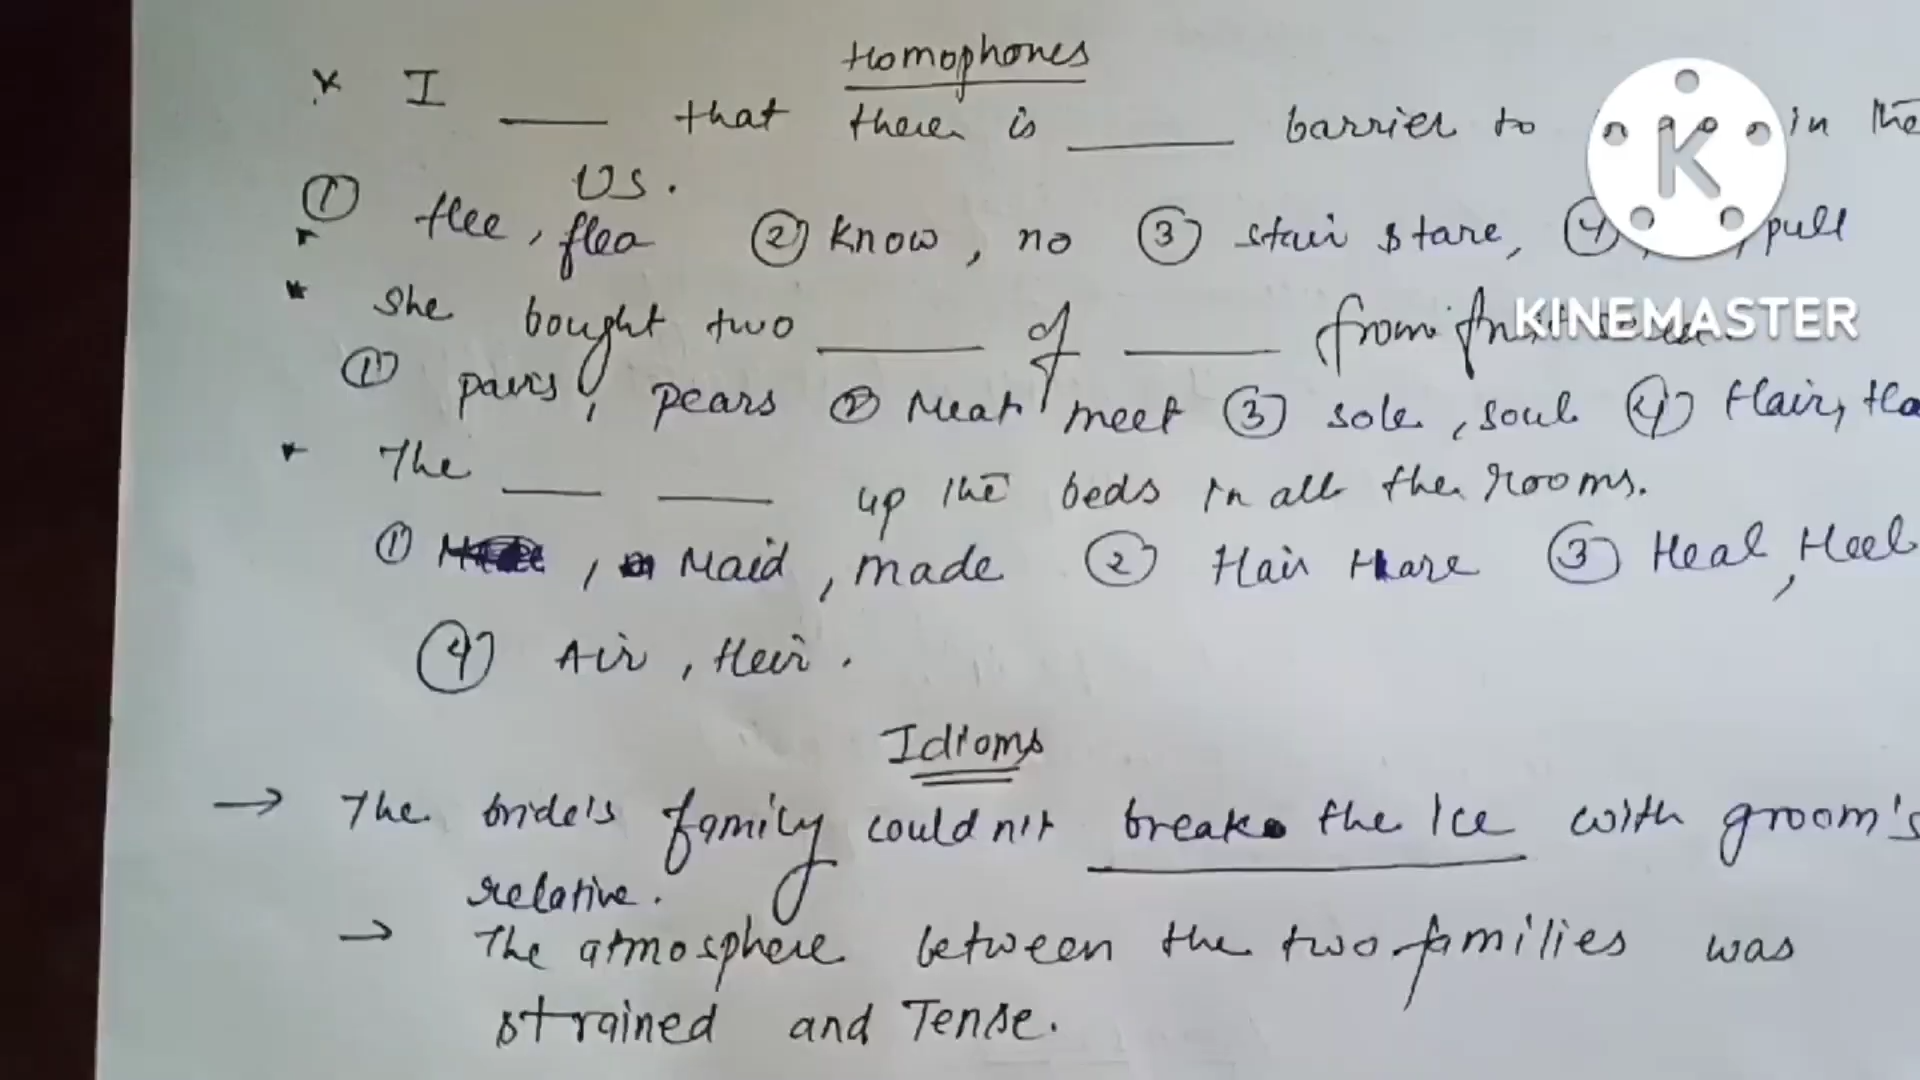 Homophones
* I ____ that there is ____ barrier to in the
US.
① flee, flea ② know, no ③ stair stare, ④ , pull
* She bought two ____ of ____ from
① pairs, pears ② Meat meet ③ sole, soul ④ Hair,
* The ____ ____ up the beds in all the rooms.
① , Maid, made ② Hair Hare ③ Heal, Heel
④ Air, Heir.
Idioms
→ The bride's family couldn't break the Ice with groom's
relative.
→ The atmosphere between the two families was
strained and Tense.
K
KINEMASTER